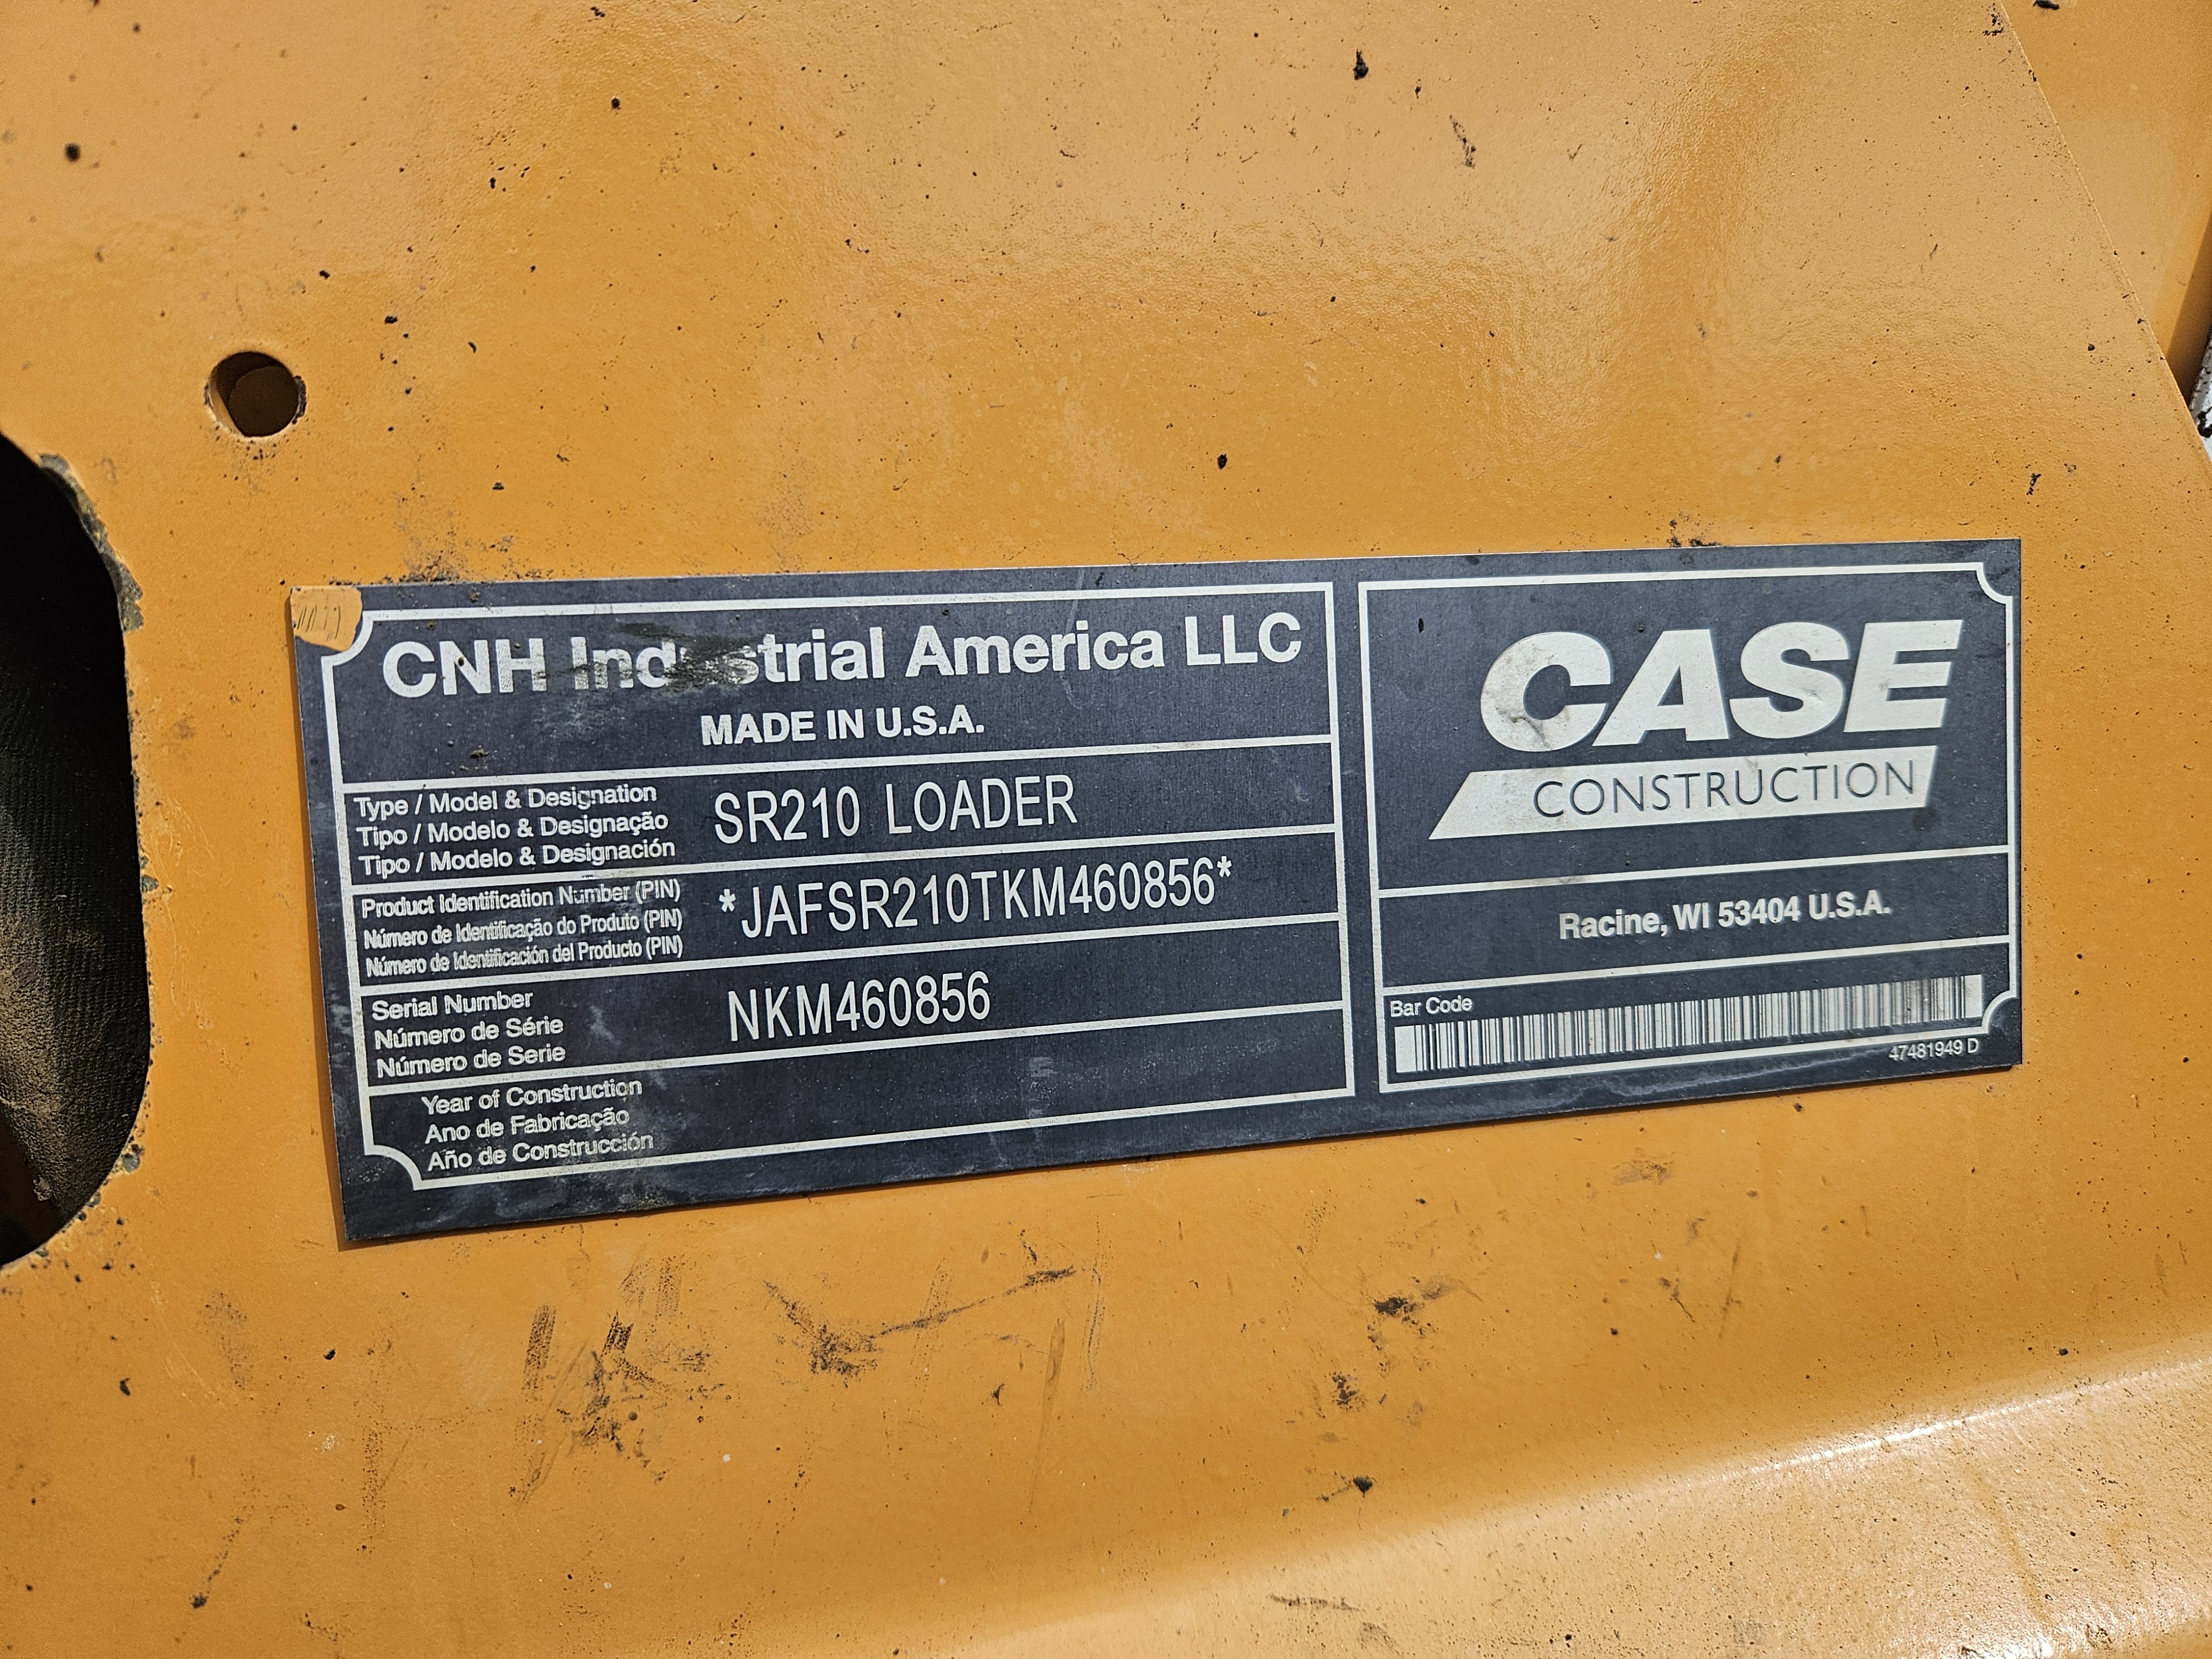 CNH Industrial America LLC
MADE IN U.S.A.
Type / Model & Designation
Tipo / Modelo & Designação
Tipo / Modelo & Designación
SR210 LOADER
Product Identification Number (PIN)
Número de Identificação do Produto (PIN)
Número de Identificación del Producto (PIN)
*JAFSR210TKM460856*
Serial Number
Número de Série
Número de Serie
NKM460856
Year of Construction
Ano de Fabricação
Año de Construcción
CASE
CONSTRUCTION
Racine, WI 53404 U.S.A.
Bar Code
47481949 D